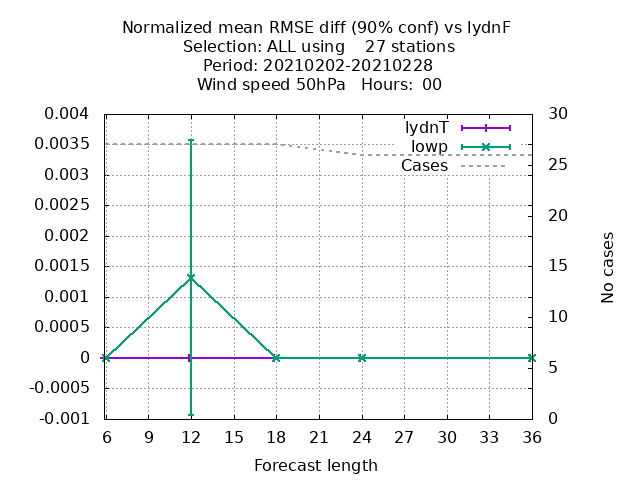 Normalized mean RMSE diff (90% conf) vs lydnF
Selection: ALL using    27 stations
Period: 20210202-20210228
Wind speed 50hPa   Hours:  00
0.004
0.0035
0.003
0.0025
0.002
0.0015
0.001
0.0005
0
-0.0005
-0.001
30
25
20
15
10
5
0
lydnT
lowp
Cases
No cases
6 9 12 15 18 21 24 27 30 33 36
Forecast length